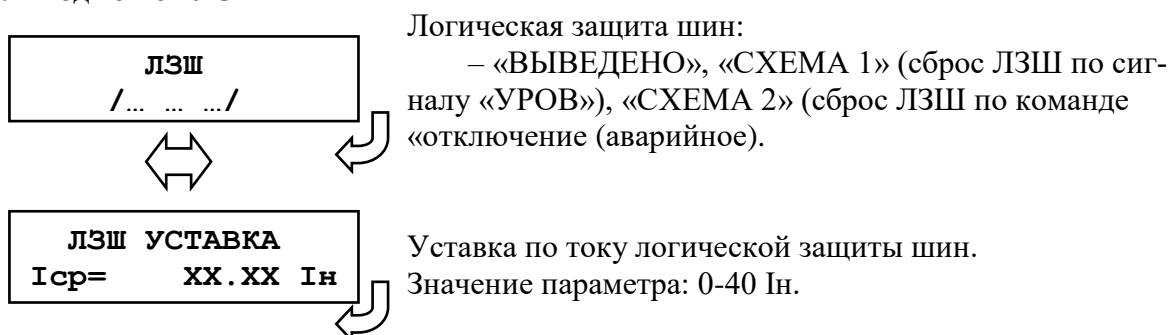 ЛЗШ
/… … …/
Логическая защита шин:
– «ВЫВЕДЕНО», «СХЕМА 1» (сброс ЛЗШ по сиг-
налу «УРОВ»), «СХЕМА 2» (сброс ЛЗШ по команде
«отключение (аварийное).
ЛЗШ УСТАВКА
Iср= XX.XX Iн
Уставка по току логической защиты шин.
Значение параметра: 0-40 Iн.